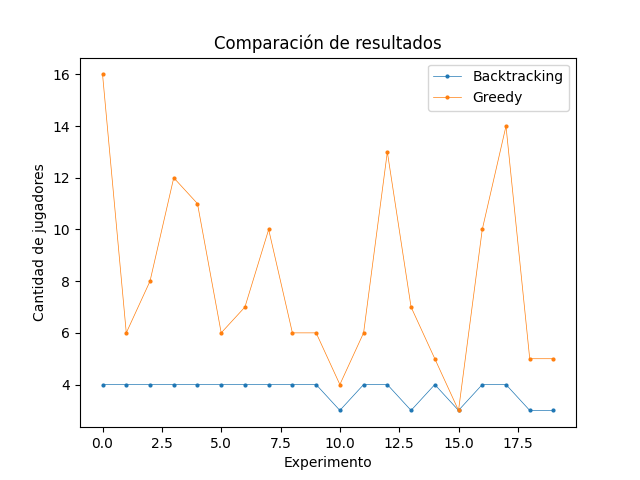 Comparación de resultados
Backtracking
Greedy
Cantidad de jugadores
16
14
12
10
8
6
4
0.0 2.5 5.0 7.5 10.0 12.5 15.0 17.5
Experimento